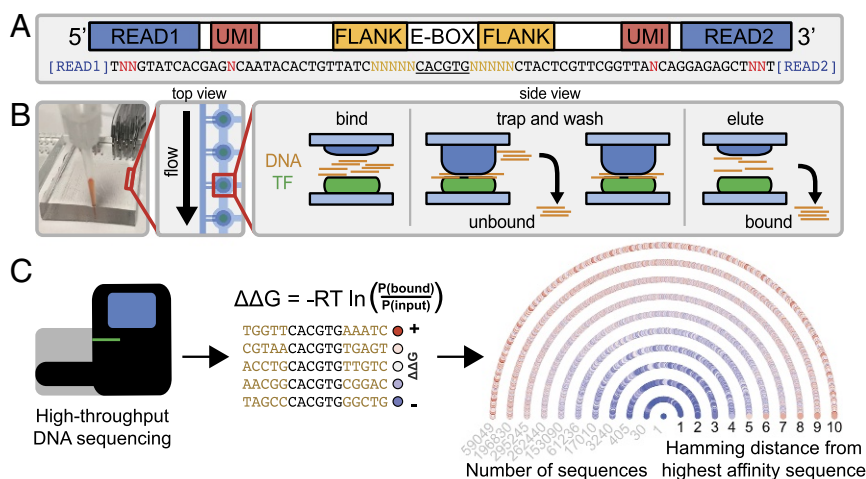 A
5' READ1 UMI FLANK E-BOX FLANK UMI READ2 3'
[READ1]TNNGTATCACGAGNCAATACACTGTTATCNNNNNCACGTGNNNNNCTACTCGTTCGGTTANCAGGAGAGCTNNT[READ2]
B
top view
side view
flow
bind
trap and wash
elute
DNA
TF
unbound
bound
C
High-throughput
DNA sequencing
ΔΔG = -RT ln(P(bound)/P(input))
TGGTTCACGTGAAATC
CGTAACACGTGTGAGT
ACCTGCACGTGTTGTC
AACGGCACGTGCGGAC
TAGCCCACGTGGGCTG
+
ΔΔG
-
59049 196830 295245 262440 153090 61236 17010 3240 405 30 1
1 2 3 4 5 6 7 8 9 10
Number of sequences
Hamming distance from
highest affinity sequence